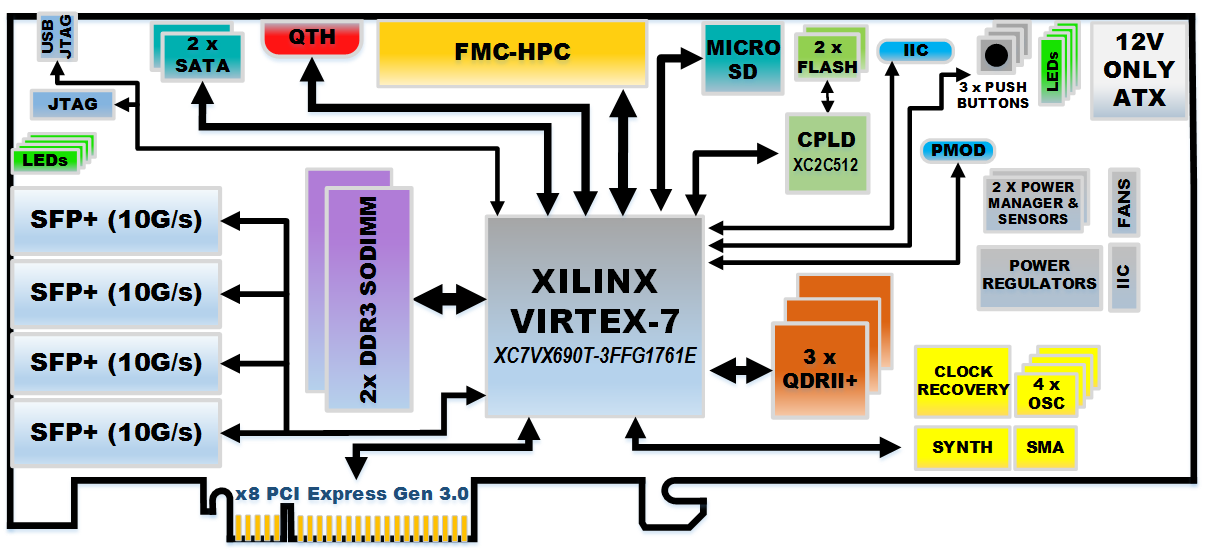 USB
JTAG
2 x
SATA
QTH
FMC-HPC
MICRO
SD
2 x
FLASH
IIC
3 x PUSH
BUTTONS
LEDs
12V
ONLY
ATX
JTAG
LEDs
CPLD
XC2C512
PMOD
2 X POWER
MANAGER &
SENSORS
FANS
SFP+ (10G/s)
SFP+ (10G/s)
SFP+ (10G/s)
SFP+ (10G/s)
2x DDR3 SODIMM
XILINX
VIRTEX-7
XC7VX690T-3FFG1761E
POWER
REGULATORS
IIC
3 x
QDRII+
CLOCK
RECOVERY
4 x
OSC
SYNTH
SMA
x8 PCI Express Gen 3.0